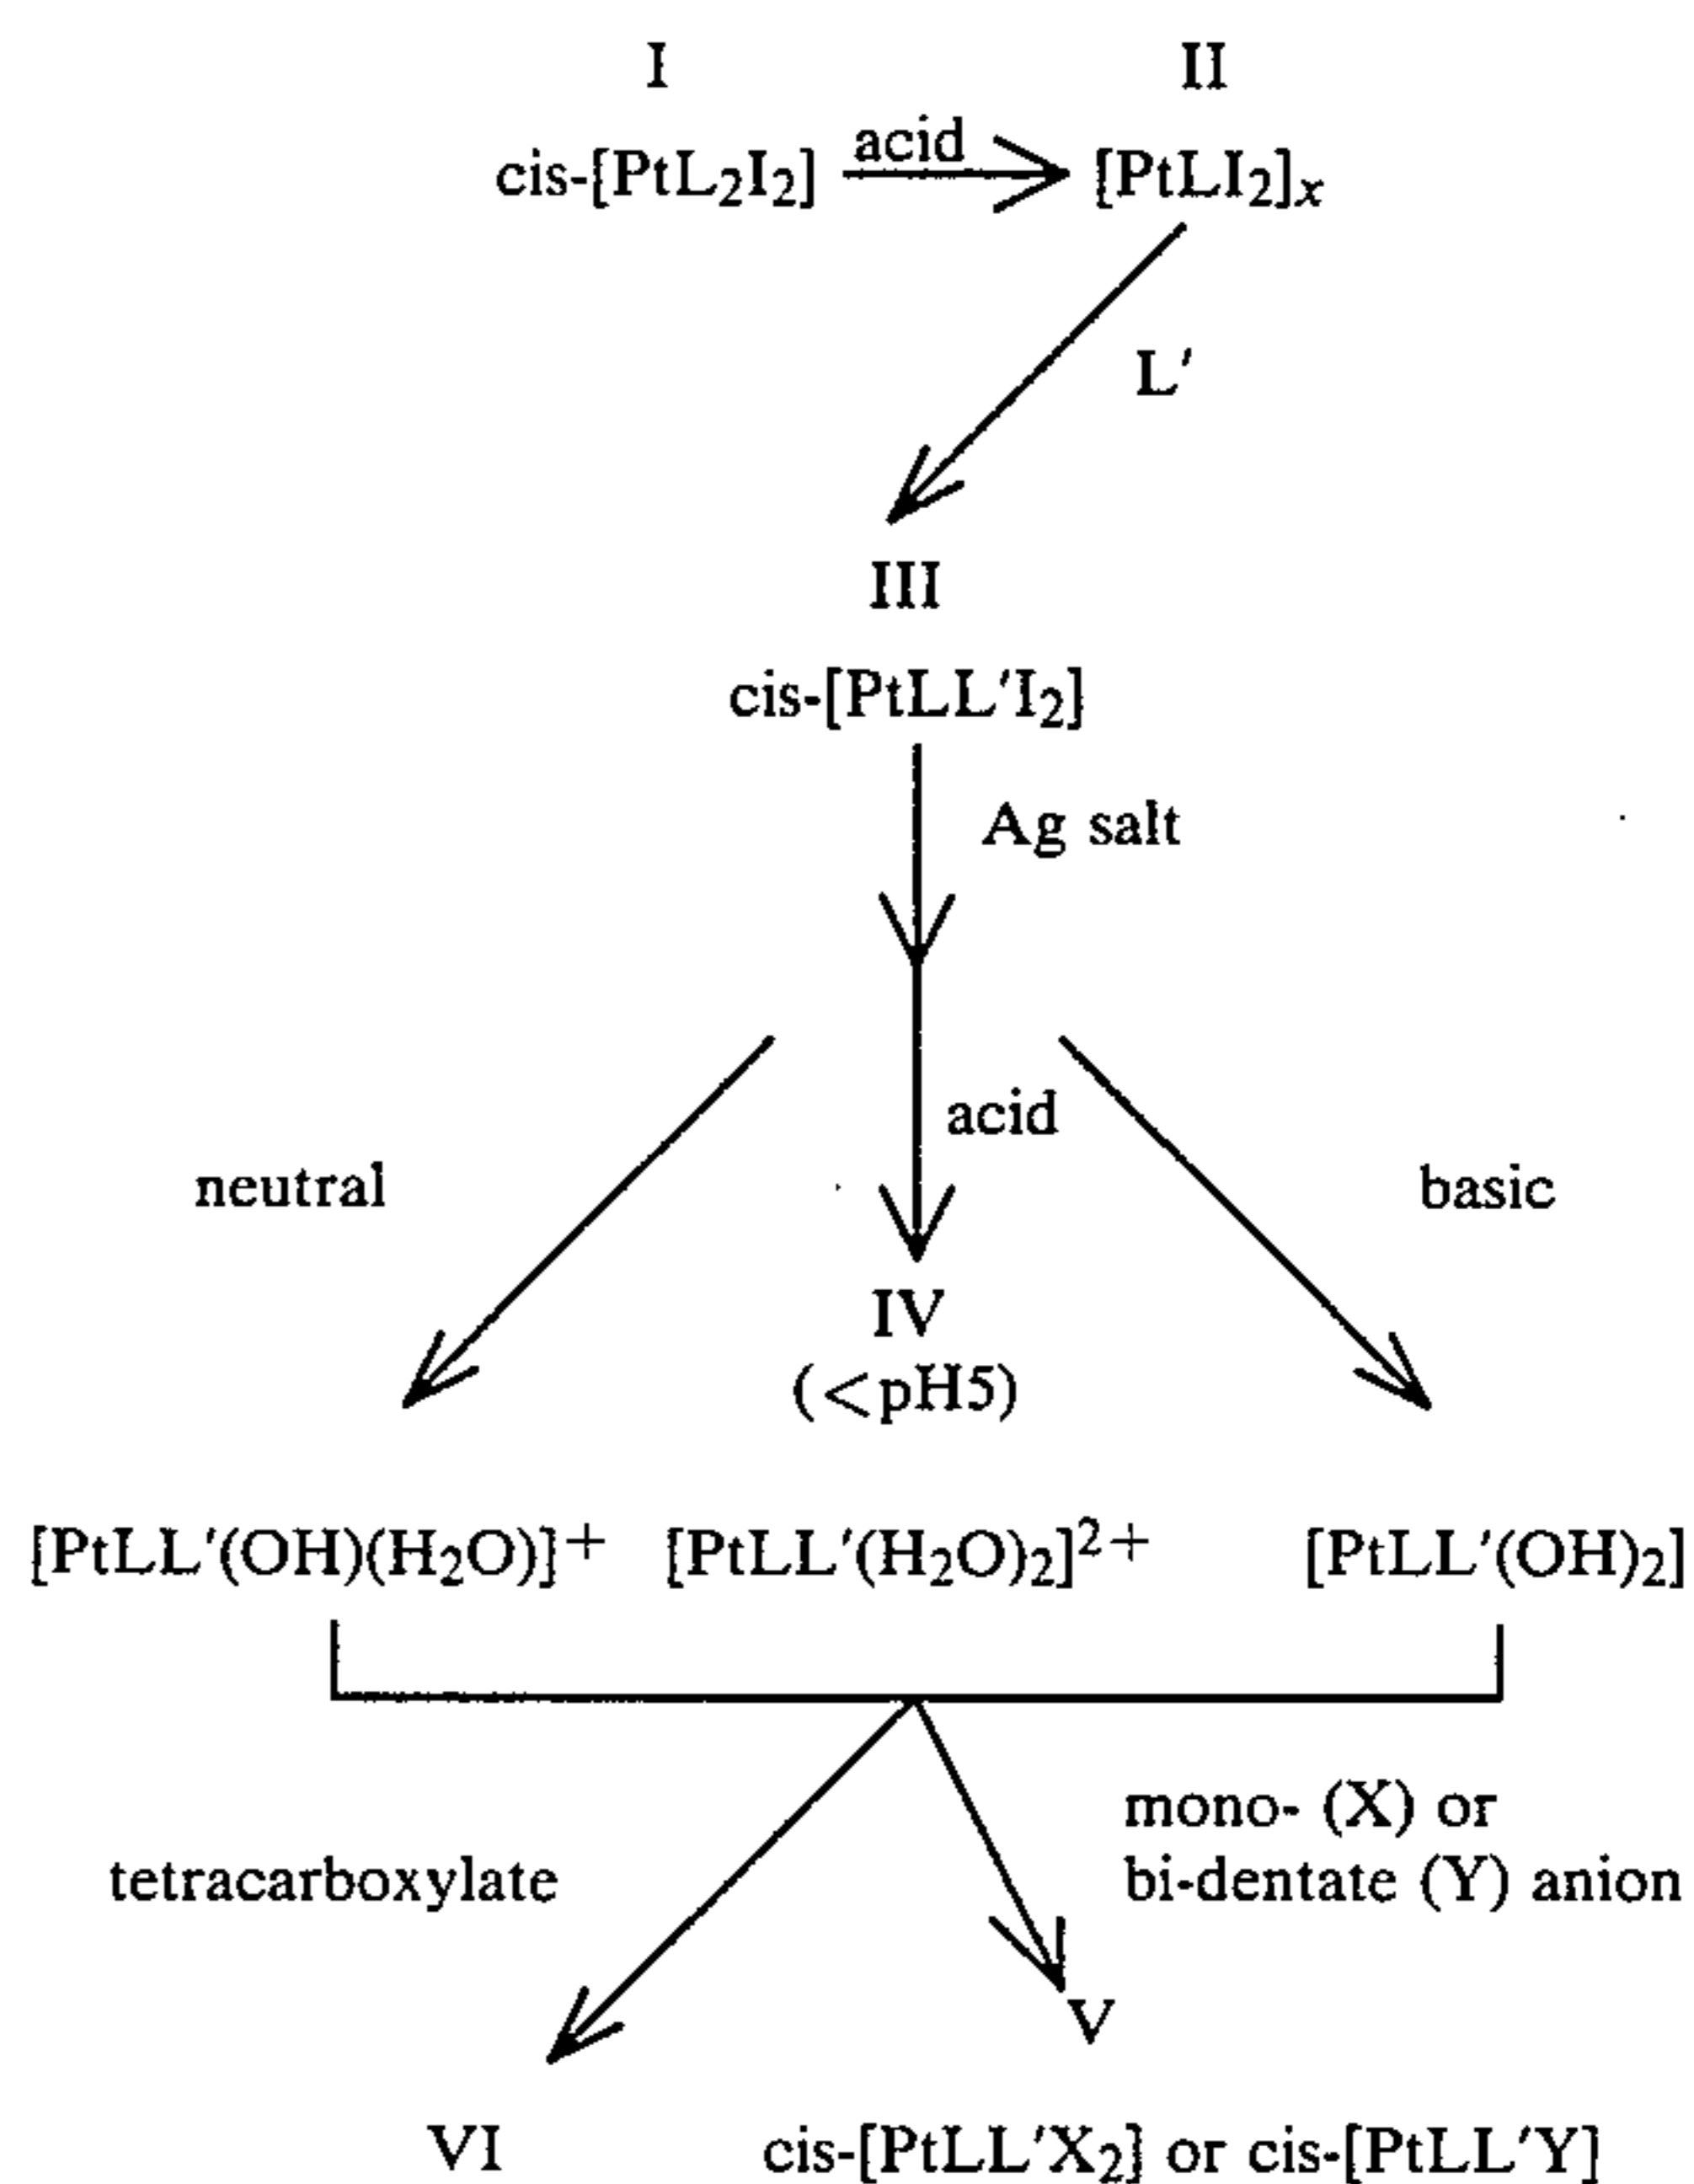 I II
cis-[PtL₂I₂] acid [PtLI₂]ₓ
L′
III
cis-[PtLL′I₂]
Ag salt
acid
neutral basic
IV
(<pH5)
[PtLL′(OH)(H₂O)]⁺ [PtLL′(H₂O)₂]²⁺ [PtLL′(OH)₂]
mono- (X) or
tetracarboxylate bi-dentate (Y) anion
V
VI cis-[PtLL′X₂] or cis-[PtLL′Y]